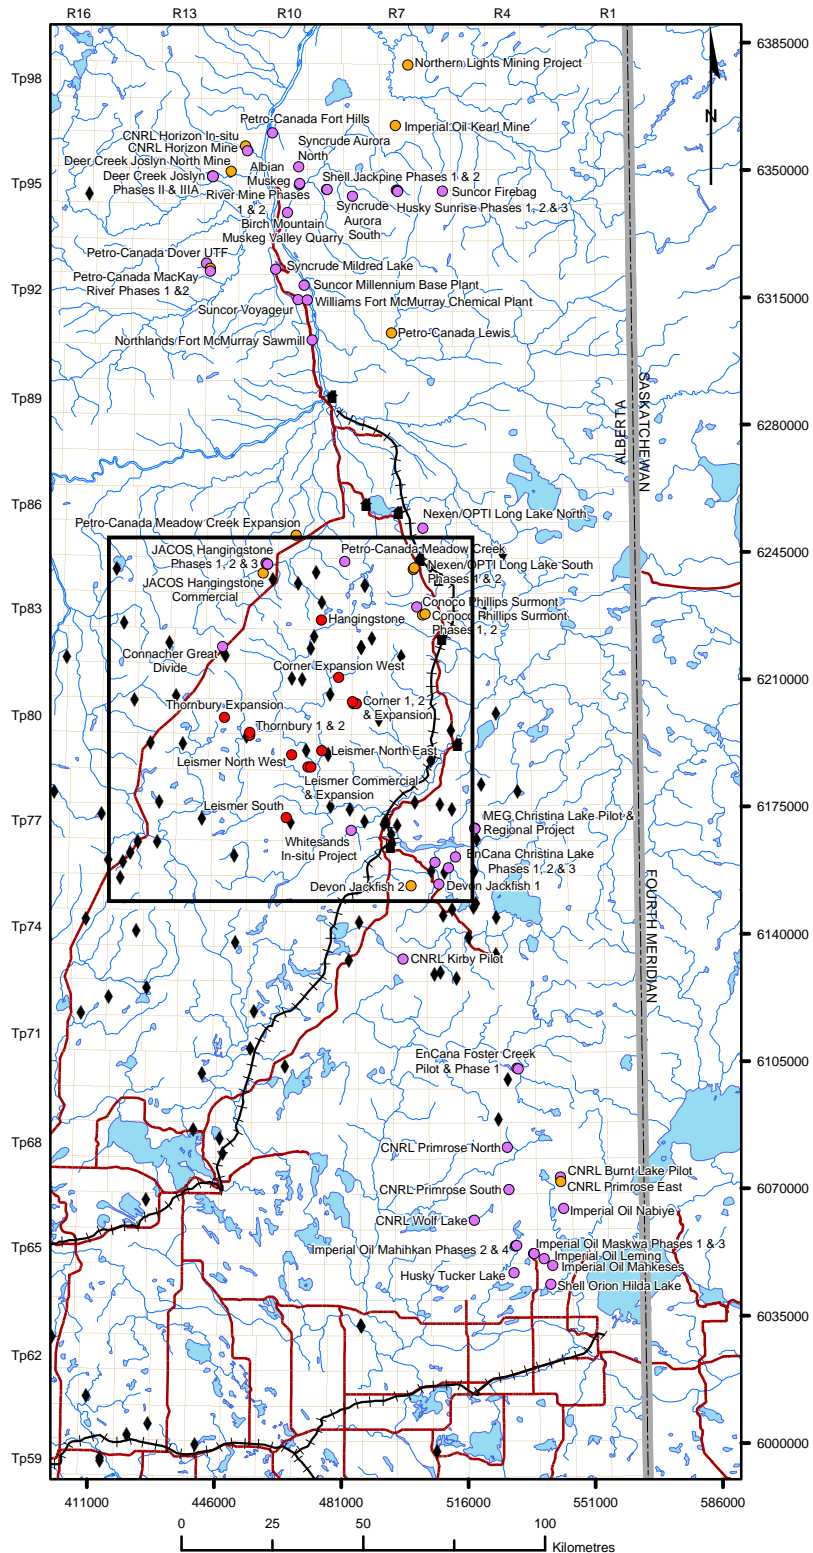 R16 R13 R10 R7 R4 R1
6385000
Northern Lights Mining Project
Tp98
N
Petro-Canada Fort Hills
Imperial Oil Kearl Mine
CNRL Horizon In-situ
CNRL Horizon Mine
Syncrude Aurora
North
Deer Creek Joslyn North Mine
6350000
Deer Creek Joslyn
Phases II & IIIA
Albian
Muskeg
River Mine Phases
1 & 2
Shell Jackpine Phases 1 & 2
Tp95
Suncor Firebag
Husky Sunrise Phases 1, 2 & 3
Syncrude
Aurora
South
Birch Mountain
Muskeg Valley Quarry
Petro-Canada Dover UTF
Petro-Canada MacKay
River Phases 1 &2
Syncrude Mildred Lake
Suncor Millennium Base Plant
Tp92
6315000
Williams Fort McMurray Chemical Plant
Suncor Voyageur
Petro-Canada Lewis
Northlands Fort McMurray Sawmill
SASKATCHEWAN
ALBERTA
Tp89
6280000
Tp86
Nexen/OPTI Long Lake North
Petro-Canada Meadow Creek Expansion
6245000
JACOS Hangingstone
Phases 1, 2 & 3
Petro-Canada Meadow Creek
Nexen/OPTI Long Lake South
Phases 1 & 2
JACOS Hangingstone
Commercial
Tp83
Conoco Phillips Surmont
Conoco Phillips Surmont
Phases 1, 2
Hangingstone
Connacher Great
Divide
Corner Expansion West
6210000
Thornbury Expansion
Corner 1, 2
& Expansion
Tp80
Thornbury 1 & 2
Leismer North East
Leismer North West
Leismer Commercial
& Expansion
6175000
Leismer South
Tp77
MEG Christina Lake Pilot &
Regional Project
Whitesands
In-situ Project
EnCana Christina Lake
Phases 1, 2 & 3
Devon Jackfish 2
Devon Jackfish 1
FOURTH MERIDIAN
Tp74
6140000
CNRL Kirby Pilot
Tp71
EnCana Foster Creek
Pilot & Phase 1
6105000
Tp68
CNRL Primrose North
CNRL Burnt Lake Pilot
CNRL Primrose East
CNRL Primrose South
6070000
Imperial Oil Nabiye
CNRL Wolf Lake
Tp65
Imperial Oil Maskwa Phases 1 & 3
Imperial Oil Mahihkan Phases 2 & 4
Imperial Oil Leming
Imperial Oil Mahkeses
Husky Tucker Lake
Shell Orion Hilda Lake
6035000
Tp62
6000000
Tp59
411000 446000 481000 516000 551000 586000
0 25 50 100
Kilometres